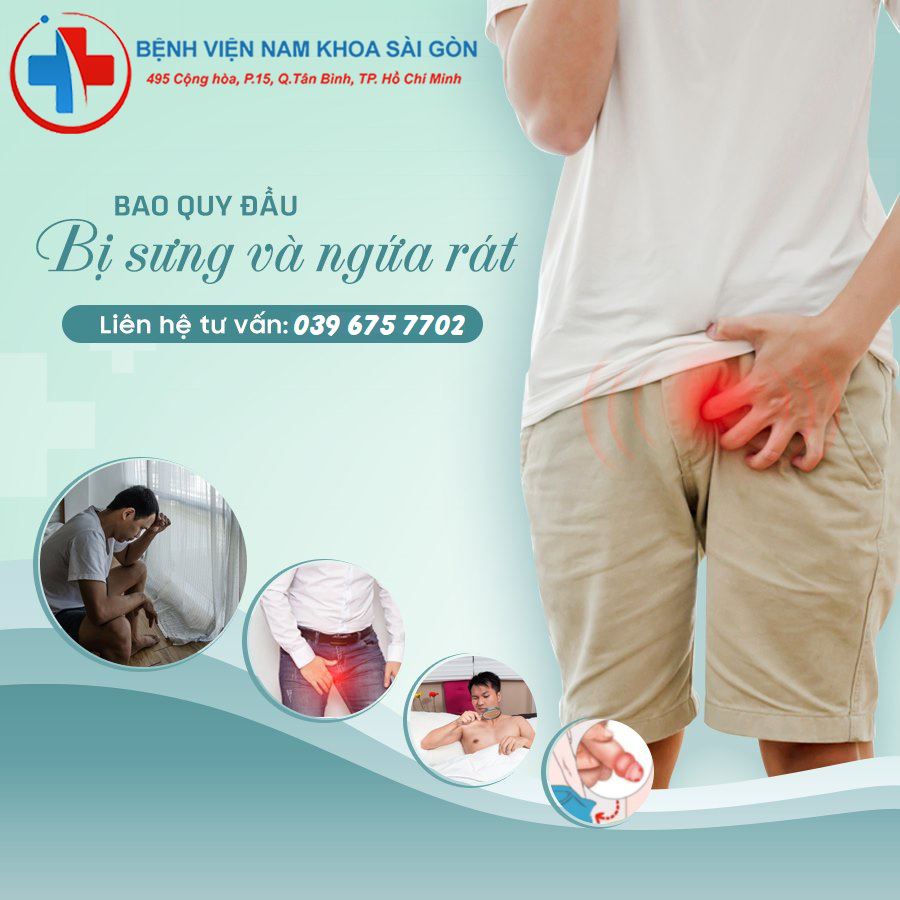 BỆNH VIỆN NAM KHOA SÀI GÒN
495 Cộng hòa, P.15, Q.Tân Bình, TP. Hồ Chí Minh
BAO QUY ĐẦU
Bị sưng và ngứa rát
Liên hệ tư vấn: 039 675 7702